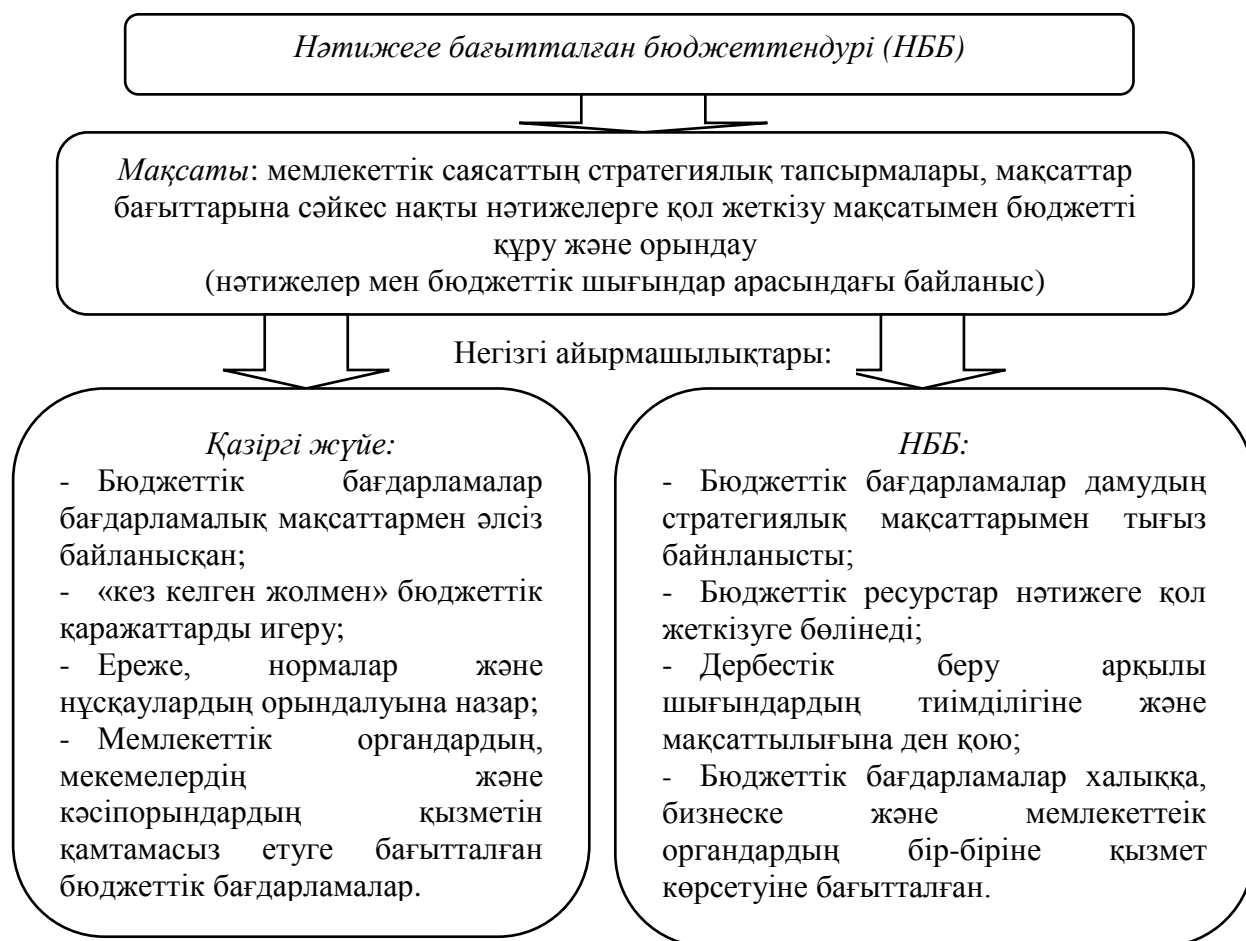 Нәтижеге бағытталған бюджеттендурі (НББ)
Мақсаты: мемлекеттік саясаттың стратегиялық тапсырмалары, мақсаттар
бағыттарына сәйкес нақты нәтижелерге қол жеткізу мақсатымен бюджетті
құру және орындау
(нәтижелер мен бюджеттік шығындар арасындағы байланыс)
Негізгі айырмашылықтары:
Қазіргі жүйе:
- Бюджеттік бағдарламалар
бағдарламалық мақсаттармен әлсіз
байланысқан;
- «кез келген жолмен» бюджеттік
қаражаттарды игеру;
- Ереже, нормалар және
нұсқаулардың орындалуына назар;
- Мемлекеттік органдардың,
мекемелердің және
кәсіпорындардың қызметін
қамтамасыз етуге бағытталған
бюджеттік бағдарламалар.
НББ:
- Бюджеттік бағдарламалар дамудың
стратегиялық мақсаттарымен тығыз
байнланысты;
- Бюджеттік ресурстар нәтижеге қол
жеткізуге бөлінеді;
- Дербестік беру арқылы
шығындардың тиімділігіне және
мақсаттылығына ден қою;
- Бюджеттік бағдарламалар халыққа,
бизнеске және мемлекеттеік
органдардың бір-біріне қызмет
көрсетуіне бағытталған.